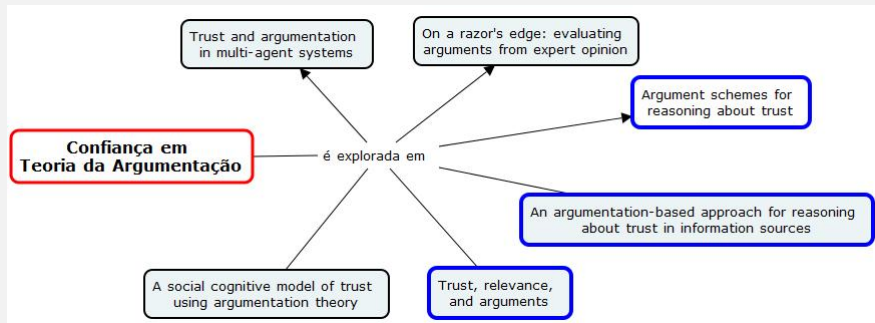 Trust and argumentation
in multi-agent systems
On a razor's edge: evaluating
arguments from expert opinion
Argument schemes for
reasoning about trust
Confiança em
Teoria da Argumentação
é explorada em
An argumentation-based approach for reasoning
about trust in information sources
A social cognitive model of trust
using argumentation theory
Trust, relevance,
and arguments